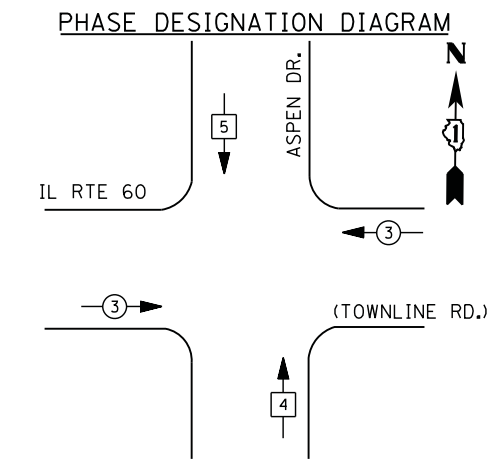 PHASE DESIGNATION DIAGRAM
N
ASPEN DR.
5
1
IL RTE 60
3
3
(TOWNLINE RD.)
4